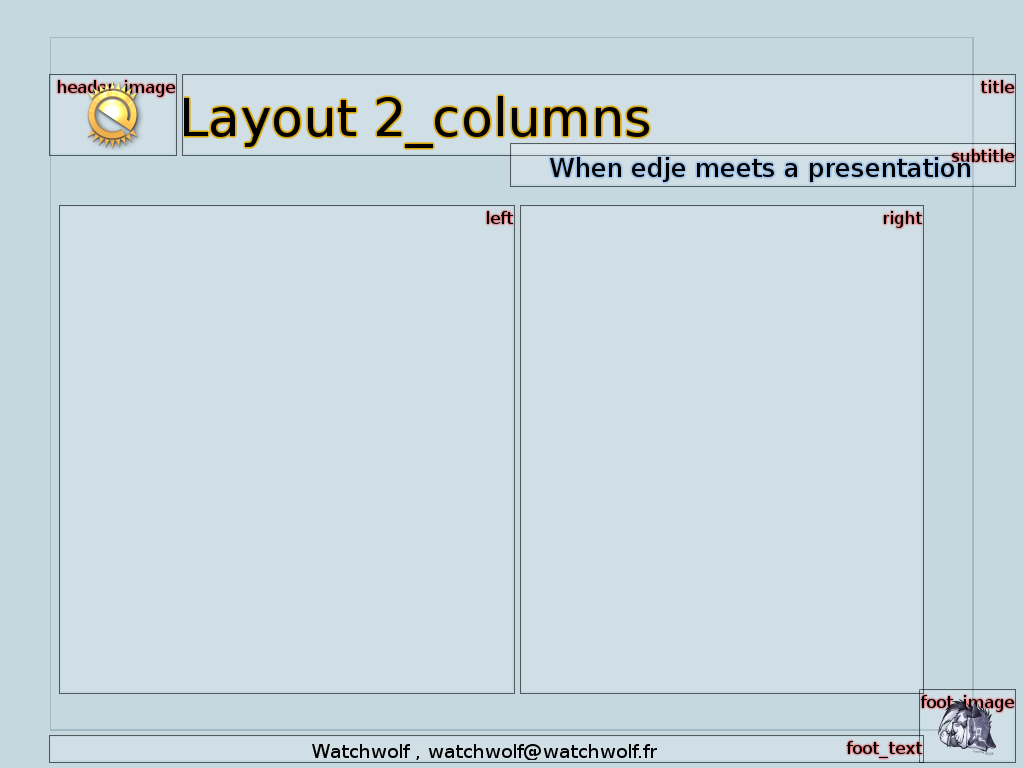 header_image
title
Layout 2_columns
subtitle
When edje meets a presentation
left
right
foot_image
foot_text
Watchwolf , watchwolf@watchwolf.fr